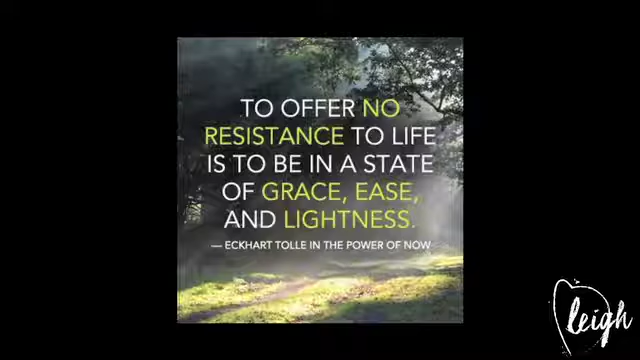 TO OFFER NO
RESISTANCE TO LIFE
IS TO BE IN A STATE
OF GRACE, EASE,
AND LIGHTNESS.
— ECKHART TOLLE IN THE POWER OF NOW
leigh